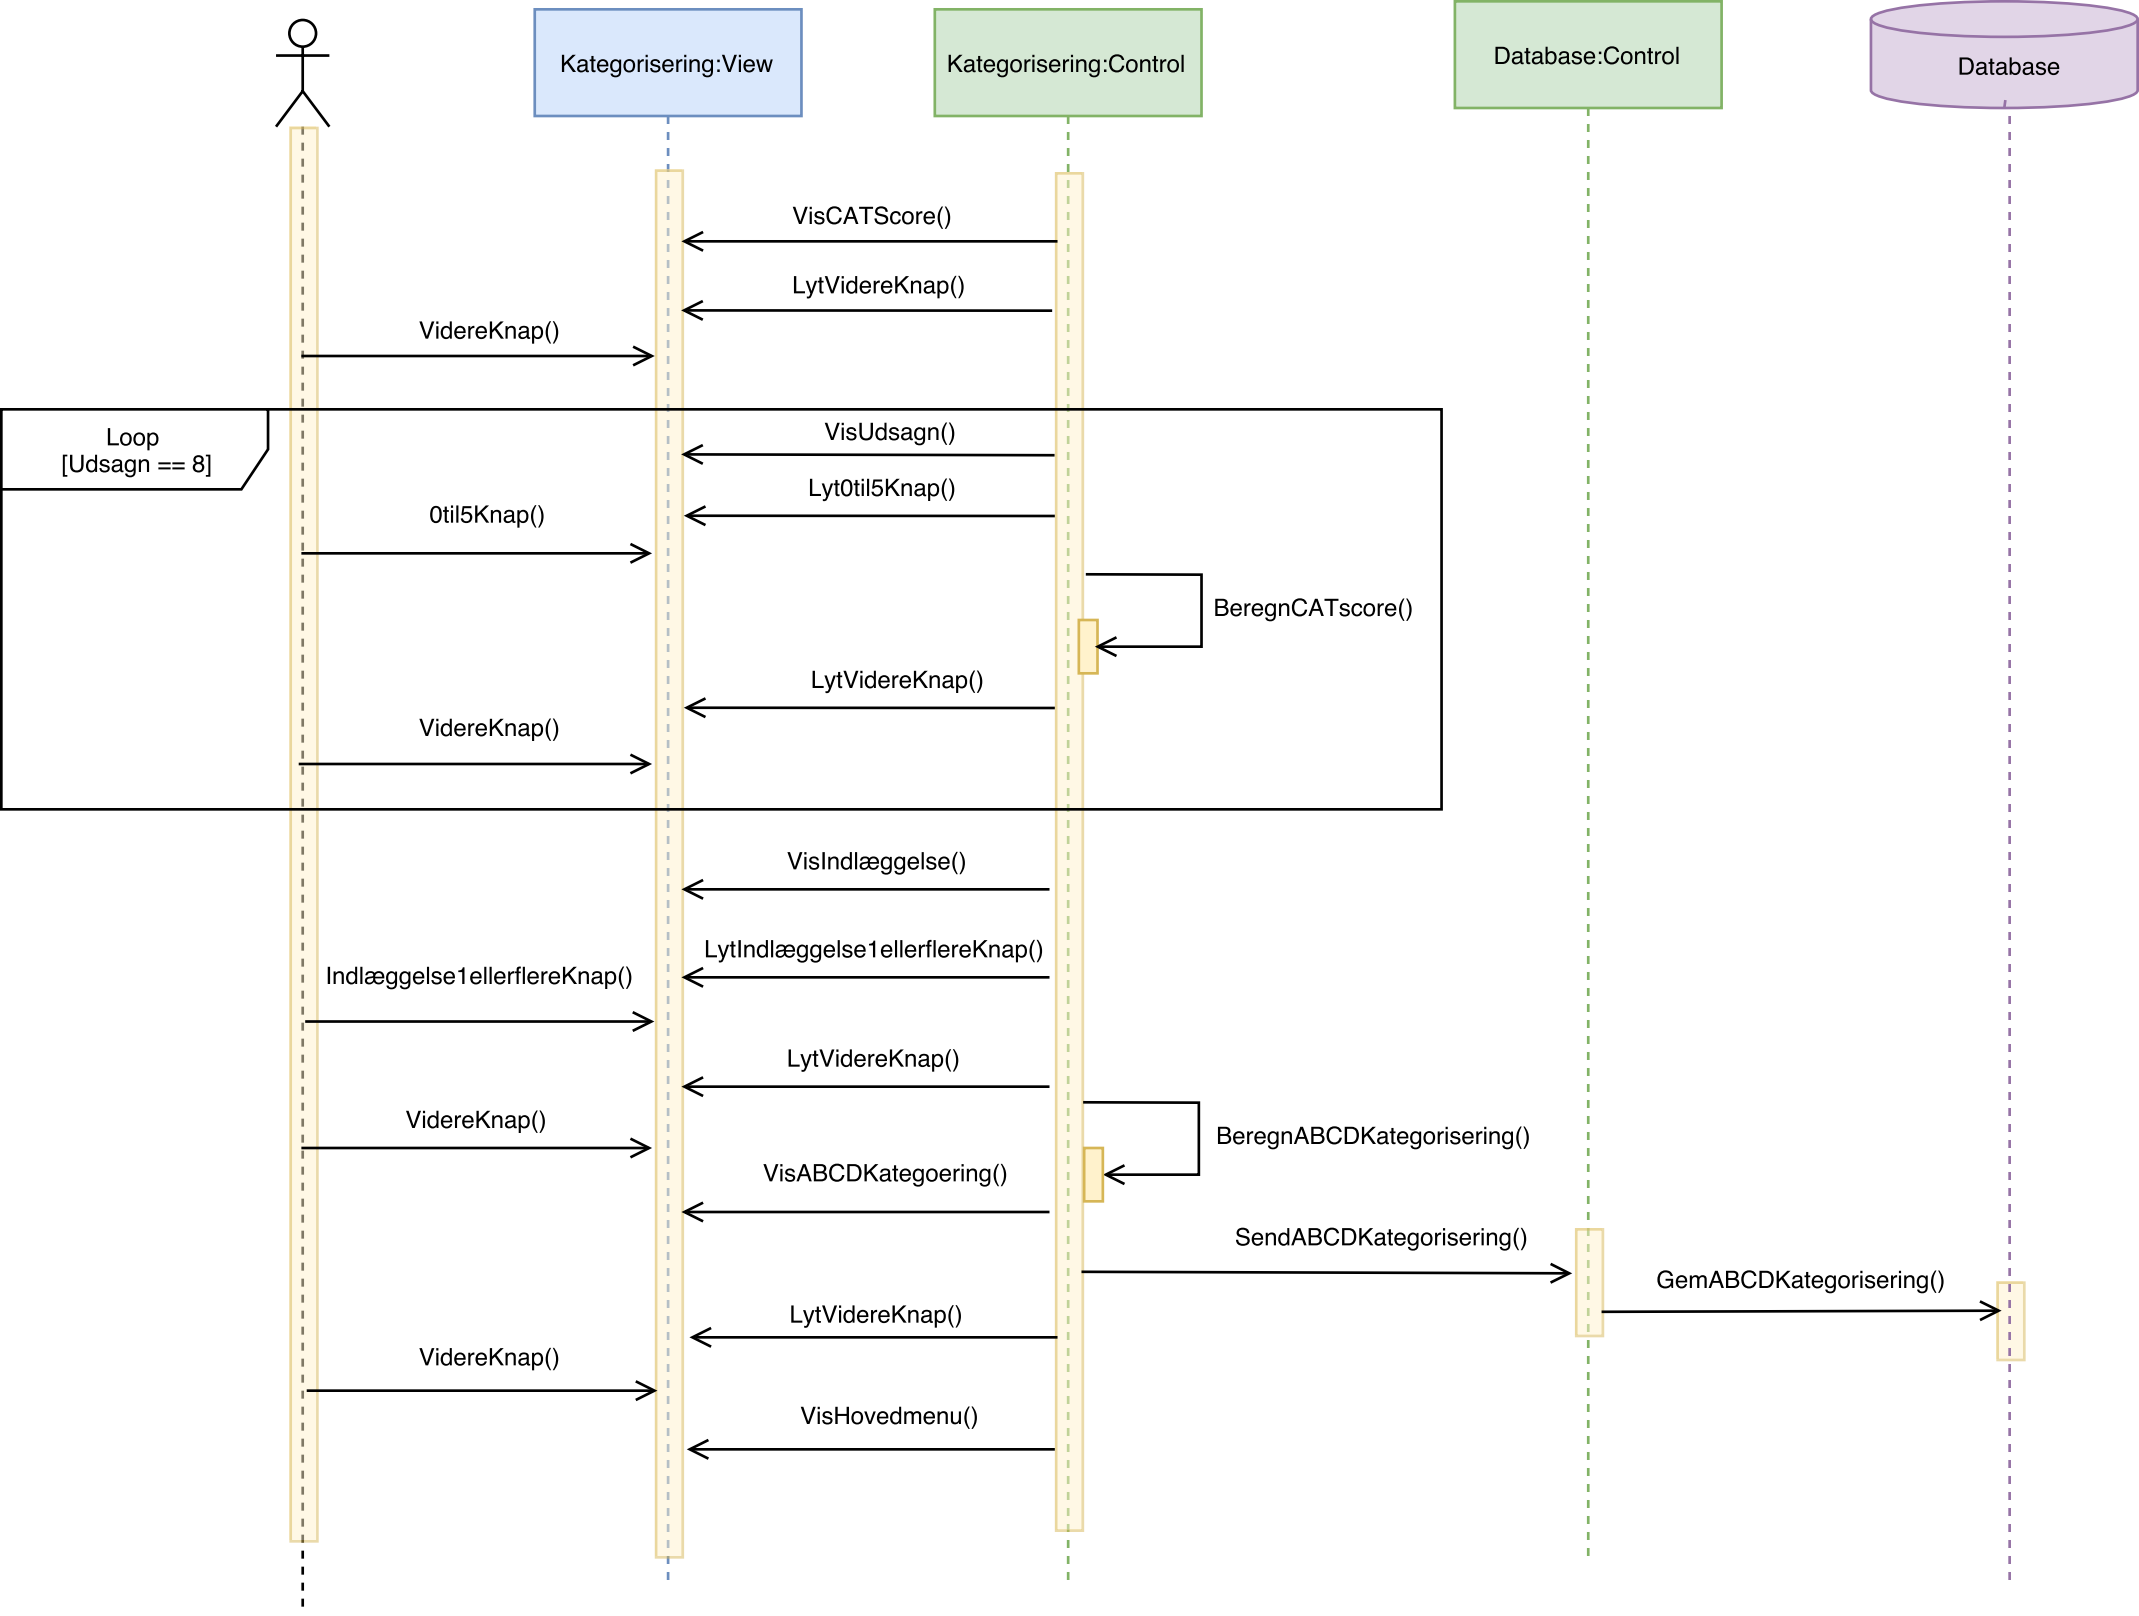 Kategorisering:View
Kategorisering:Control
Database:Control
Database
VisCATScore()
LytVidereKnap()
VidereKnap()
Loop
[Udsagn == 8]
VisUdsagn()
Lyt0til5Knap()
0til5Knap()
BeregnCATscore()
LytVidereKnap()
VidereKnap()
VisIndlæggelse()
LytIndlæggelse1ellerflereKnap()
Indlæggelse1ellerflereKnap()
LytVidereKnap()
VidereKnap()
BeregnABCDKategorisering()
VisABCDKategoering()
SendABCDKategorisering()
GemABCDKategorisering()
LytVidereKnap()
VidereKnap()
VisHovedmenu()